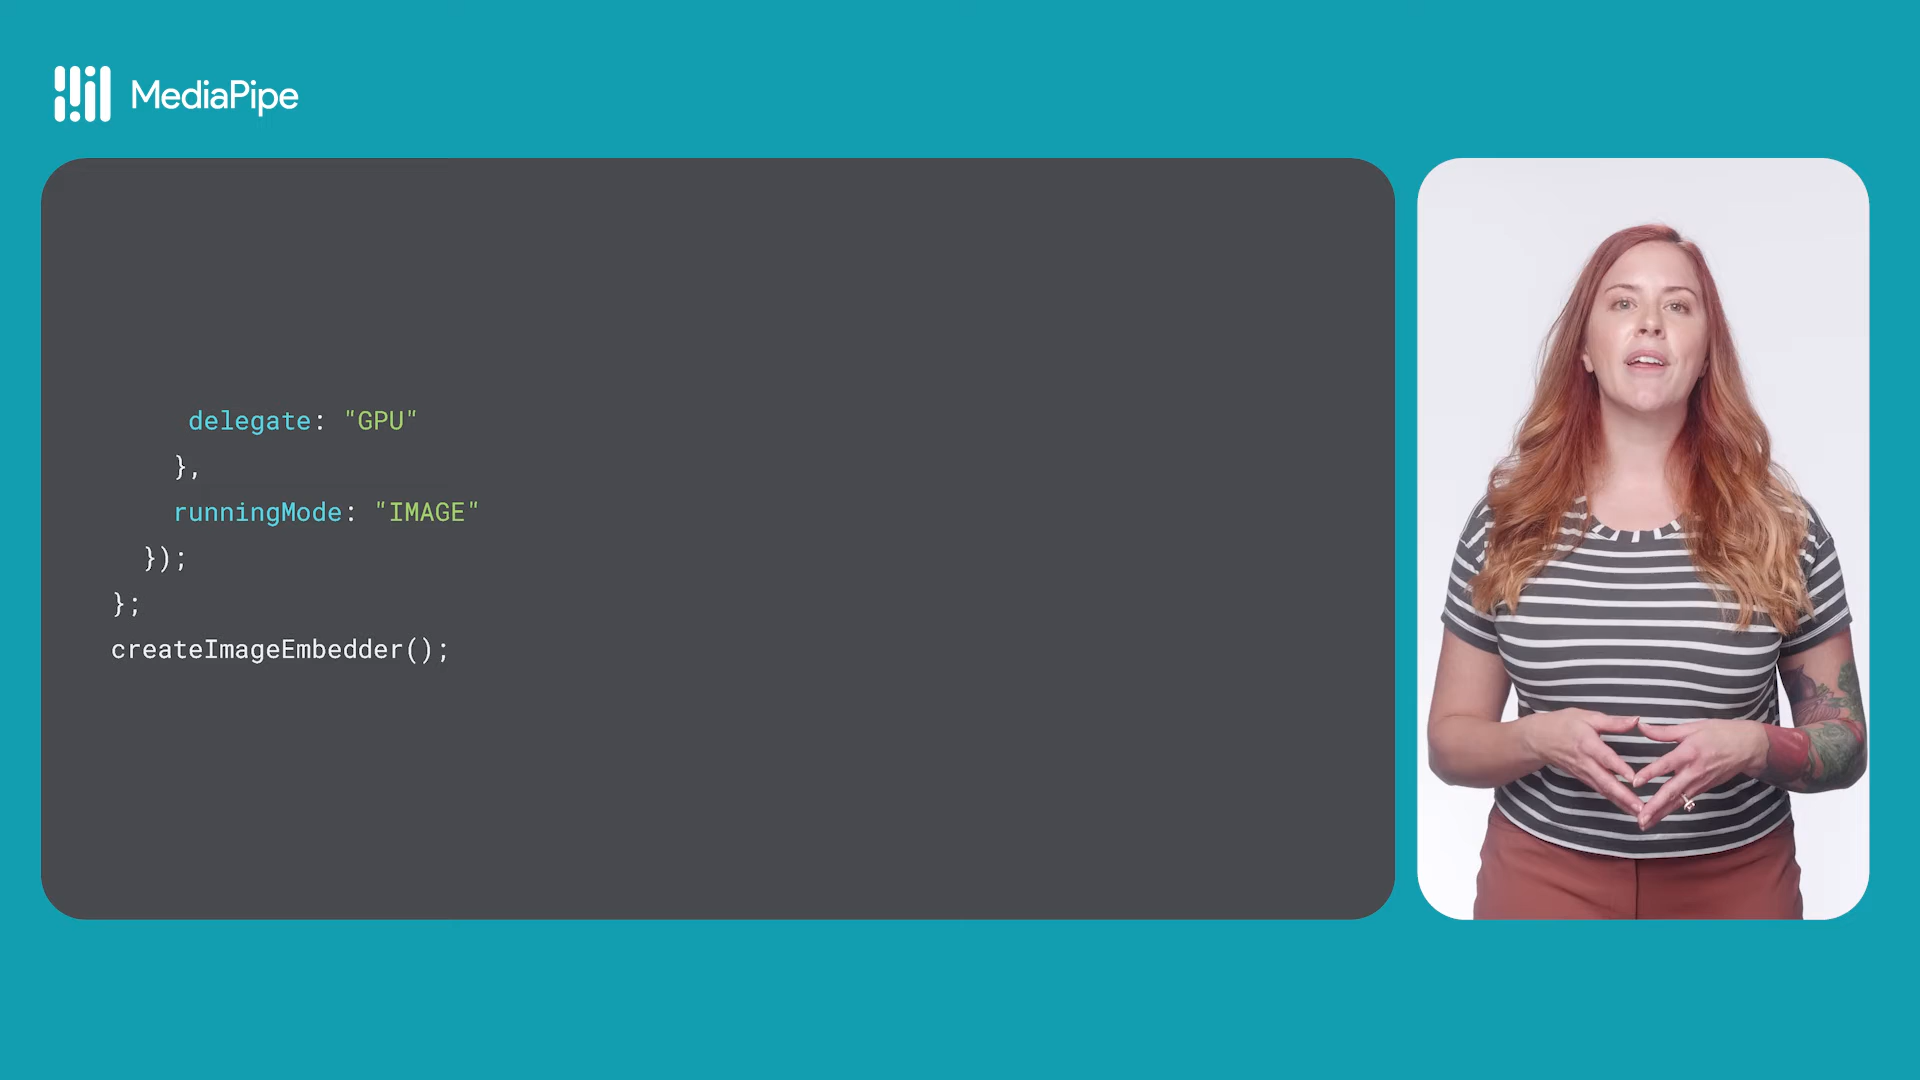 MediaPipe
delegate: "GPU"
},
runningMode: "IMAGE"
});
};
createImageEmbedder();